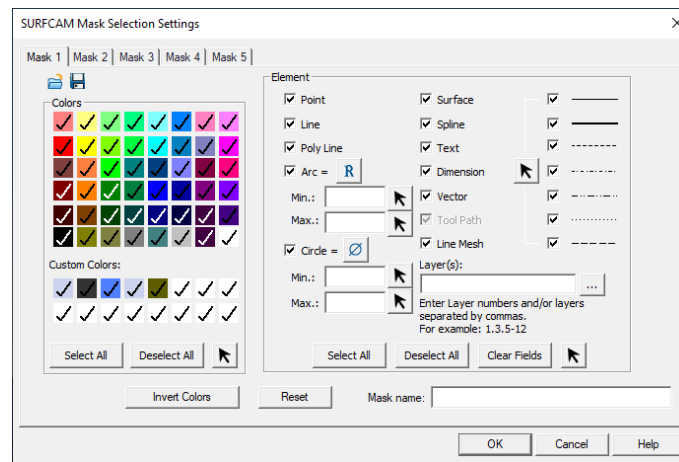 SURFCAM Mask Selection Settings
Mask 1
Mask 2
Mask 3
Mask 4
Mask 5
Colors
Custom Colors:
Select All
Deselect All
Element
Point
Line
Poly Line
Arc =
R
Min.:
Max.:
Circle =
Ø
Min.:
Max.:
Surface
Spline
Text
Dimension
Vector
Tool Path
Line Mesh
Layer(s):
...
Enter Layer numbers and/or layers
separated by commas.
For example: 1.3.5-12
Select All
Deselect All
Clear Fields
Invert Colors
Reset
Mask name:
OK
Cancel
Help